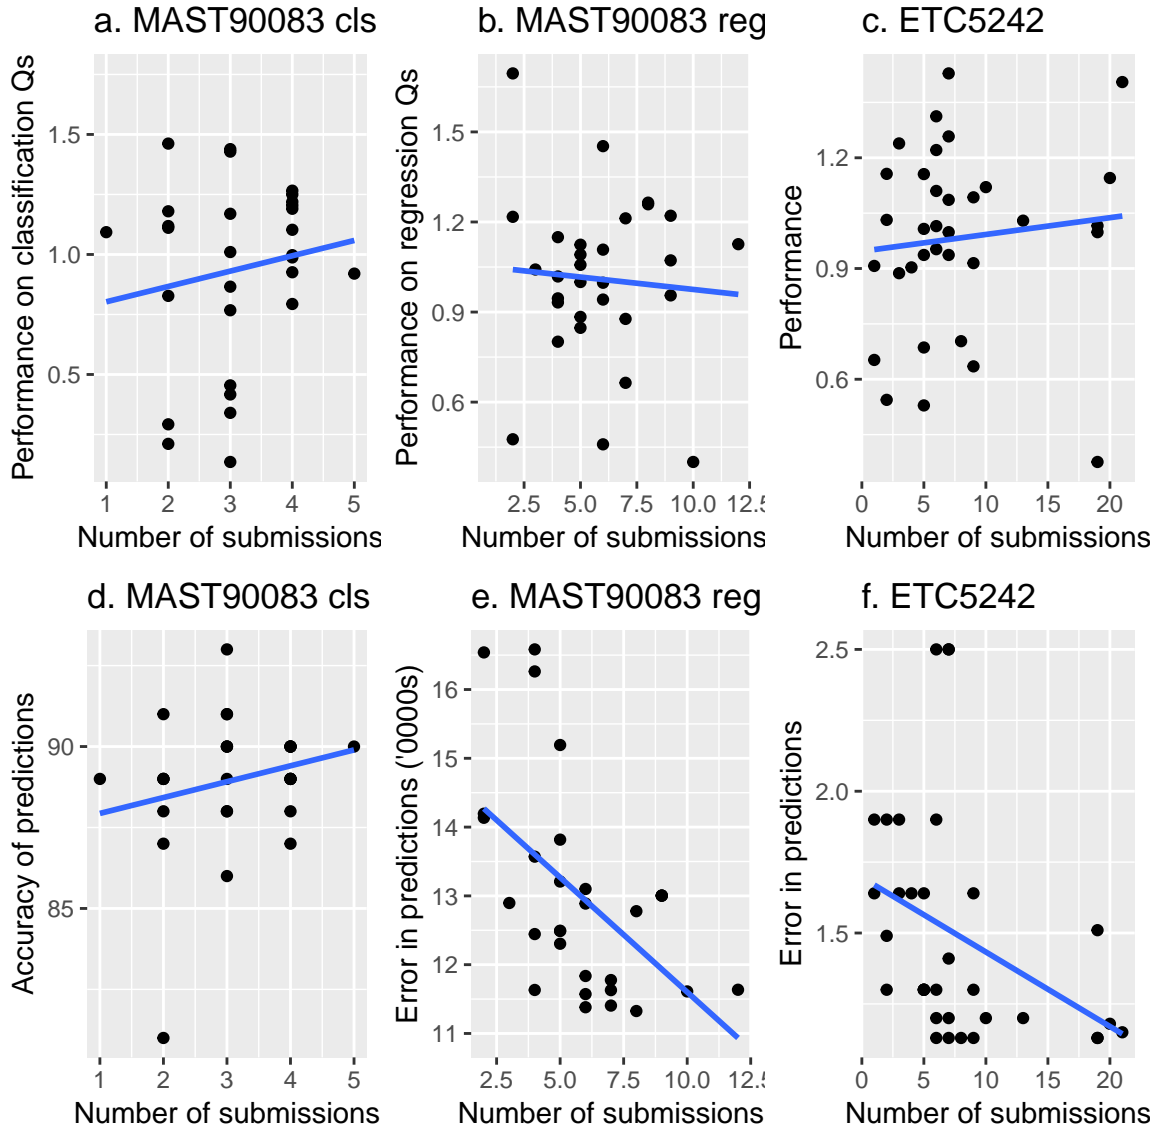 a. MAST90083 cls
b. MAST90083 reg
c. ETC5242
Performance on classification Qs
1.5
1.0
0.5
1
2
3
4
5
Number of submissions
Performance on regression Qs
1.5
1.2
0.9
0.6
2.5
5.0
7.5
10.0
12.5
Number of submissions
Performance
1.2
0.9
0.6
0
5
10
15
20
Number of submissions
d. MAST90083 cls
e. MAST90083 reg
f. ETC5242
Accuracy of predictions
90
85
1
2
3
4
5
Number of submissions
Error in predictions ('0000s)
16
15
14
13
12
11
2.5
5.0
7.5
10.0
12.5
Number of submissions
Error in predictions
2.5
2.0
1.5
0
5
10
15
20
Number of submissions